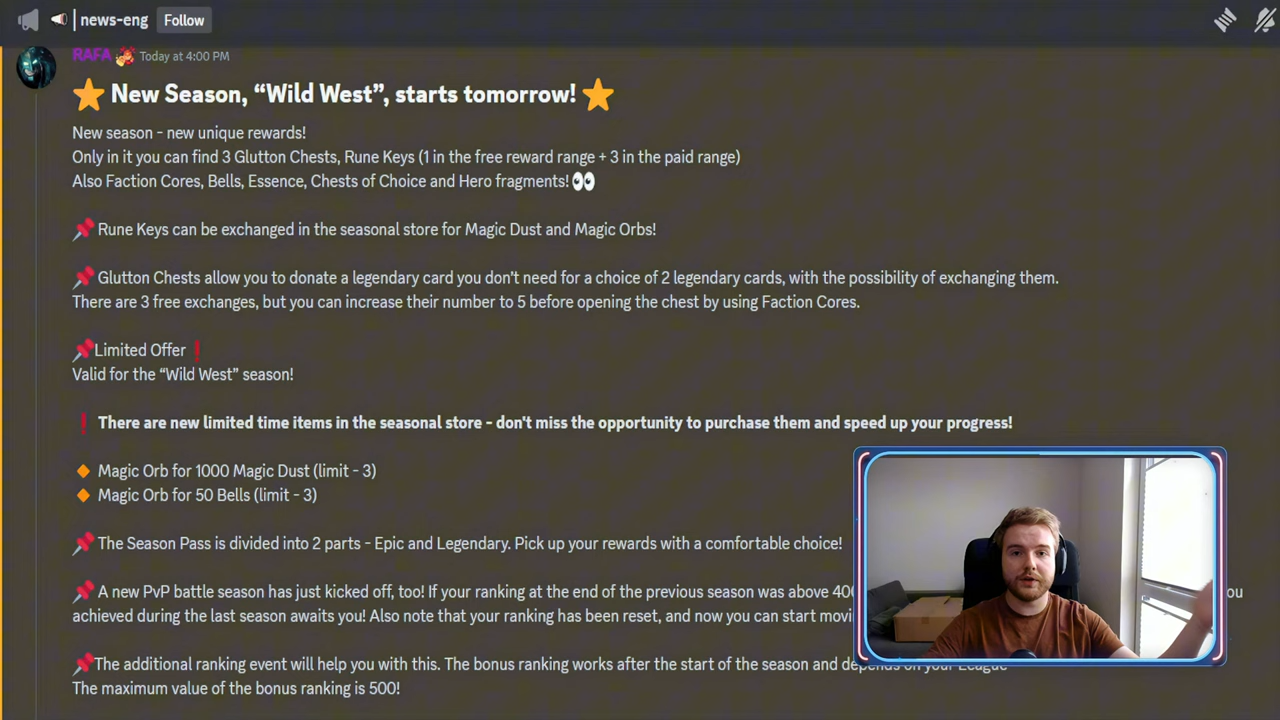 news-eng Follow
RAFA Today at 4:00 PM
New Season, “Wild West”, starts tomorrow!
New season - new unique rewards!
Only in it you can find 3 Glutton Chests, Rune Keys (1 in the free reward range + 3 in the paid range)
Also Faction Cores, Bells, Essence, Chests of Choice and Hero fragments!
Rune Keys can be exchanged in the seasonal store for Magic Dust and Magic Orbs!
Glutton Chests allow you to donate a legendary card you don't need for a choice of 2 legendary cards, with the possibility of exchanging them.
There are 3 free exchanges, but you can increase their number to 5 before opening the chest by using Faction Cores.
Limited Offer❗
Valid for the “Wild West” season!
❗ There are new limited time items in the seasonal store - don't miss the opportunity to purchase them and speed up your progress!
Magic Orb for 1000 Magic Dust (limit - 3)
Magic Orb for 50 Bells (limit - 3)
The Season Pass is divided into 2 parts - Epic and Legendary. Pick up your rewards with a comfortable choice!
A new PvP battle season has just kicked off, too! If your ranking at the end of the previous season was above
achieved during the last season awaits you! Also note that your ranking has been reset, and now you can start
The additional ranking event will help you with this. The bonus ranking works after the start of the season and depends on your League
The maximum value of the bonus ranking is 500!